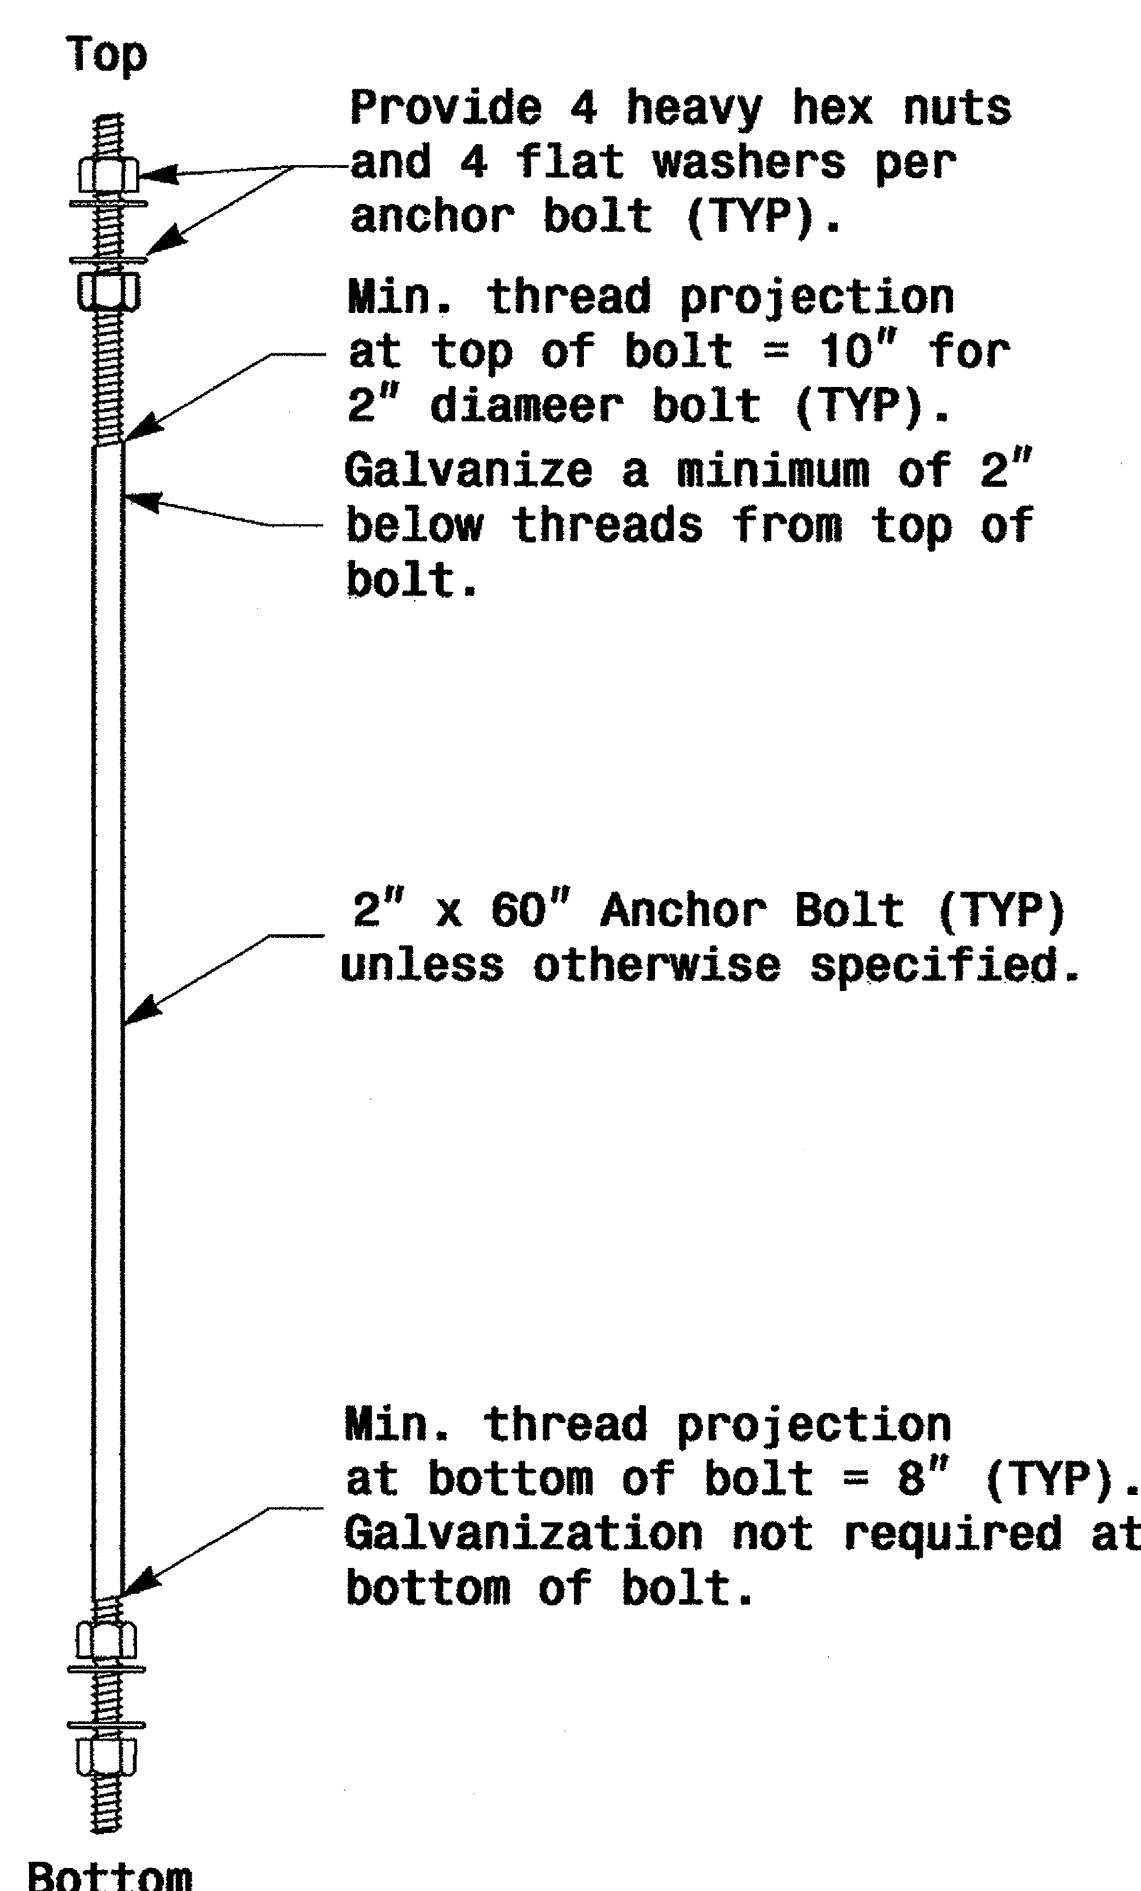 Top
Provide 4 heavy hex nuts
and 4 flat washers per
anchor bolt (TYP).
Min. thread projection
at top of bolt = 10" for
2" diameer bolt (TYP).
Galvanize a minimum of 2"
below threads from top of
bolt.
2" x 60" Anchor Bolt (TYP)
unless otherwise specified.
Min. thread projection
at bottom of bolt = 8" (TYP).
Galvanization not required at
bottom of bolt.
Bottom